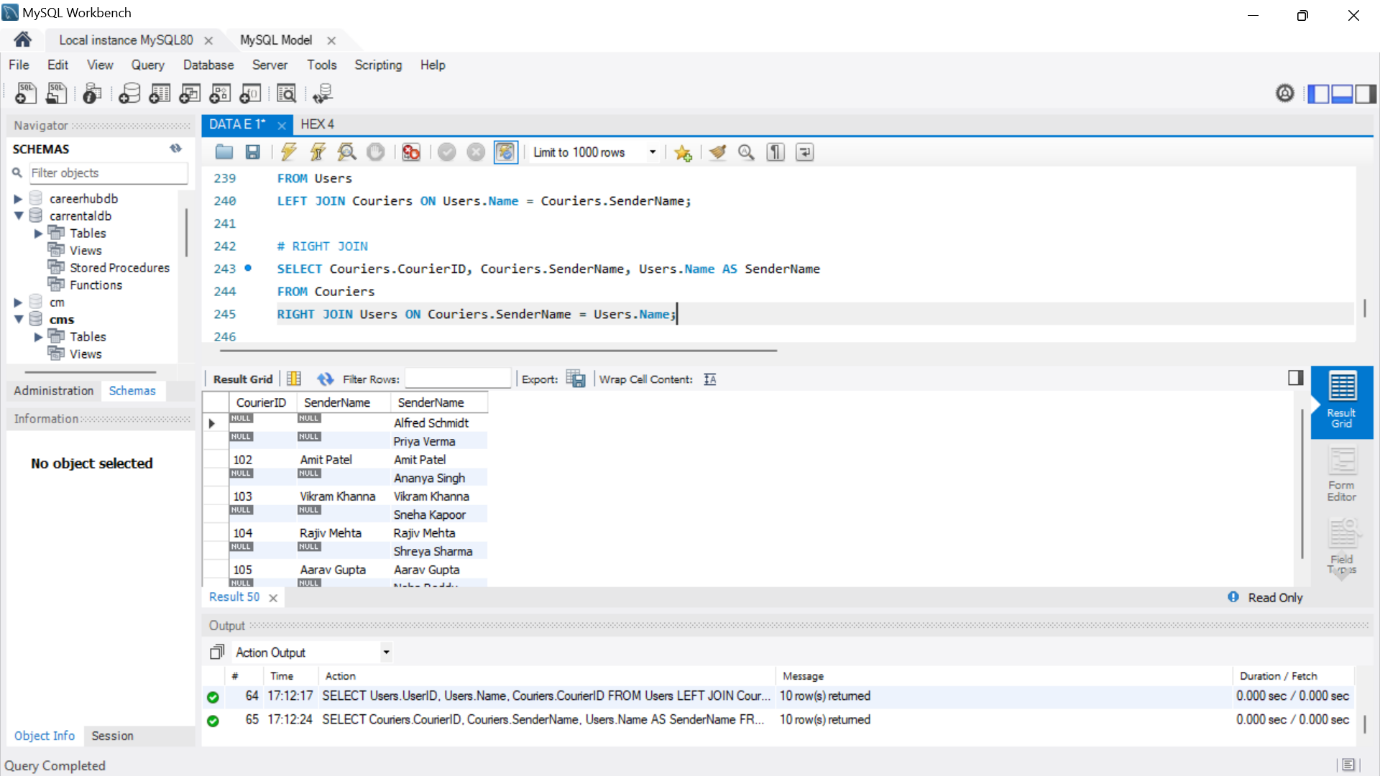 MySQL Workbench
Local instance MySQL80 MySQL Model
File Edit View Query Database Server Tools Scripting Help
Navigator
SCHEMAS
Filter objects
careerhubdb
carrentaldb
Tables
Views
Stored Procedures
Functions
cm
cms
Tables
Views
Administration Schemas
Information
No object selected
Object Info Session
DATA E 1* HEX 4
Limit to 1000 rows
239 FROM Users
240 LEFT JOIN Couriers ON Users.Name = Couriers.SenderName;
241
242 # RIGHT JOIN
243 SELECT Couriers.CourierID, Couriers.SenderName, Users.Name AS SenderName
244 FROM Couriers
245 RIGHT JOIN Users ON Couriers.SenderName = Users.Name;
246
Result Grid Filter Rows: Export: Wrap Cell Content:
CourierID SenderName SenderName
NULL NULL Alfred Schmidt
NULL NULL Priya Verma
102 Amit Patel Amit Patel
NULL NULL Ananya Singh
103 Vikram Khanna Vikram Khanna
NULL NULL Sneha Kapoor
104 Rajiv Mehta Rajiv Mehta
NULL NULL Shreya Sharma
105 Aarav Gupta Aarav Gupta
NULL NULL
Result Grid
Form Editor
Field Types
Result 50
Read Only
Output
Action Output
# Time Action Message Duration / Fetch
64 17:12:17 SELECT Users.UserID, Users.Name, Couriers.CourierID FROM Users LEFT JOIN Cour... 10 row(s) returned 0.000 sec / 0.000 sec
65 17:12:24 SELECT Couriers.CourierID, Couriers.SenderName, Users.Name AS SenderName FR... 10 row(s) returned 0.000 sec / 0.000 sec
Query Completed